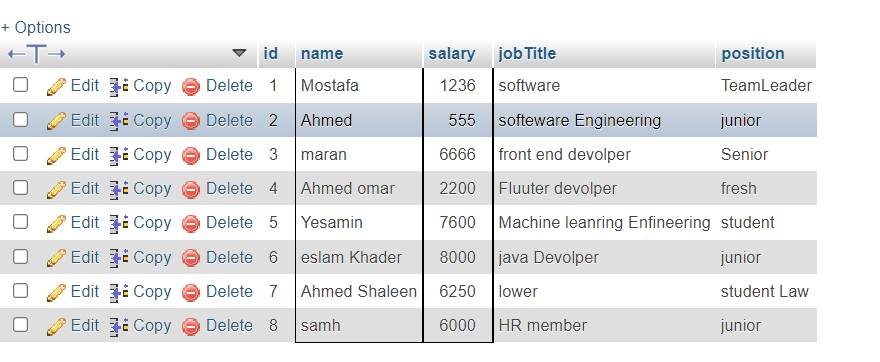 + Options
id name salary jobTitle position
Edit Copy Delete 1 Mostafa 1236 software TeamLeader
Edit Copy Delete 2 Ahmed 555 softeware Engineering junior
Edit Copy Delete 3 maran 6666 front end devolper Senior
Edit Copy Delete 4 Ahmed omar 2200 Fluuter devolper fresh
Edit Copy Delete 5 Yesamin 7600 Machine leanring Enfineering student
Edit Copy Delete 6 eslam Khader 8000 java Devolper junior
Edit Copy Delete 7 Ahmed Shaleen 6250 lower student Law
Edit Copy Delete 8 samh 6000 HR member junior